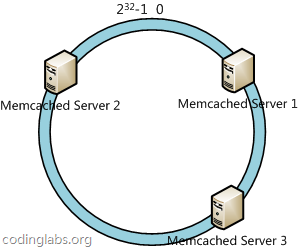 2³²-1 0
Memcached Server 2
Memcached Server 1
Memcached Server 3
codinglabs.org